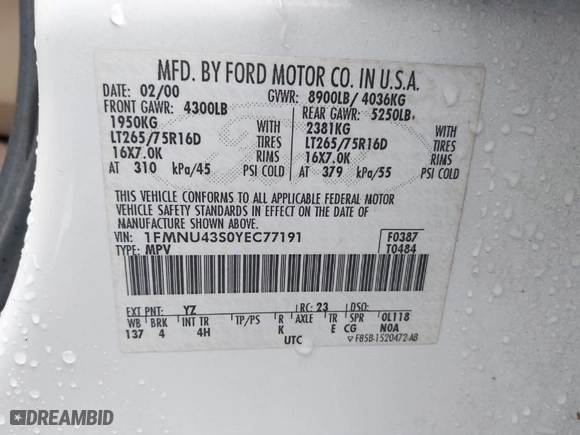 MFD. BY FORD MOTOR CO. IN U.S.A.
DATE: 02/00 GVWR: 8900LB/ 4036KG
FRONT GAWR: 4300LB REAR GAWR: 5250LB
1950KG WITH 2381KG WITH
LT265/75R16D TIRES LT265/75R16D TIRES
16X7.0K RIMS 16X7.0K RIMS
AT 310 kPa/45 PSI COLD AT 379 kPa/55 PSI COLD
THIS VEHICLE CONFORMS TO ALL APPLICABLE FEDERAL MOTOR
VEHICLE SAFETY STANDARDS IN EFFECT ON THE DATE OF
MANUFACTURE SHOWN ABOVE.
VIN: 1FMNU43S0YEC77191 F0387
TYPE: MPV T0484
EXT PNT: YZ RC: 23 DSO:
WB BRK INT TR TP/PS R AXLE TR SPR 0L118
137 4 4H K E CG N0A
UTC ▽ F85B-1520472-AB
DREAMBID